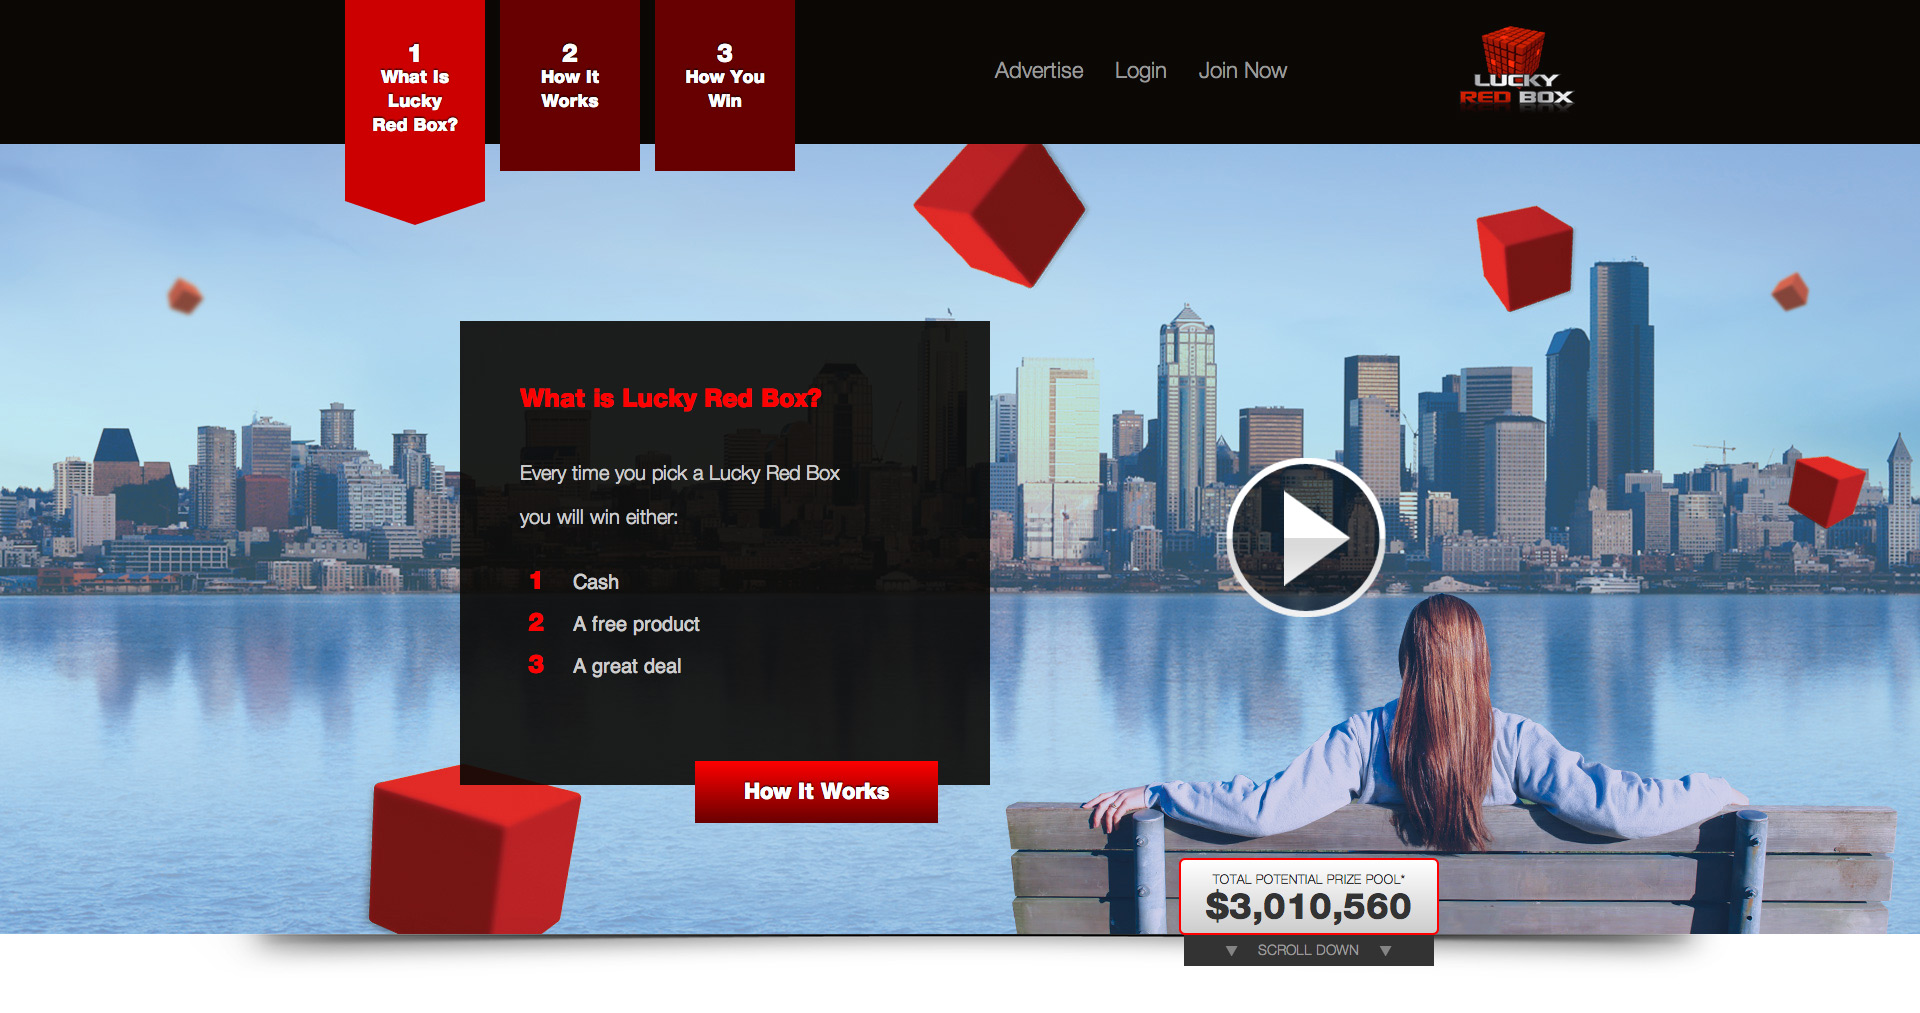 1
What Is
Lucky
Red Box?
2
How It
Works
3
How You
Win
Advertise
Login
Join Now
LUCKY
RED BOX
What is Lucky Red Box?
Every time you pick a Lucky Red Box
you will win either:
1 Cash
2 A free product
3 A great deal
How It Works
TOTAL POTENTIAL PRIZE POOL*
$3,010,560
SCROLL DOWN